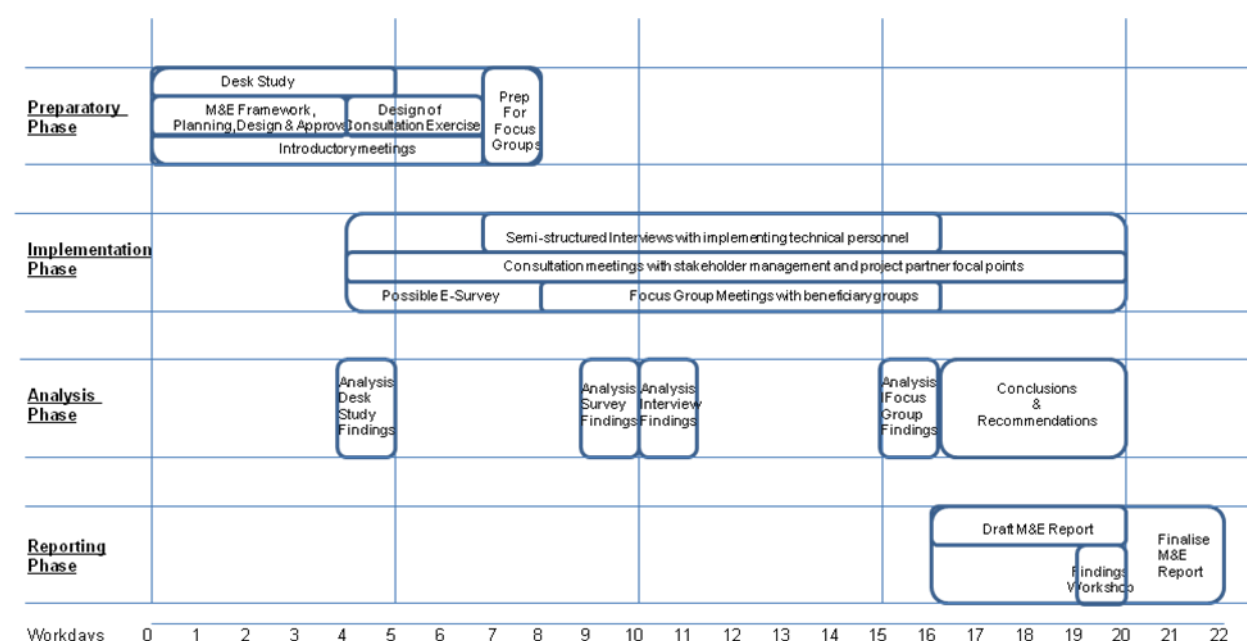 Desk Study
Preparatory
Phase
M&E Framework,
Planning,Design & Approv
Design of
Consultation Exercise
Introductory meetings
Prep
For
Focus
Groups
Implementation
Phase
Semi-structured Interviews with implementing technical personnel
Consultation meetings with stakeholder management and project partner focal points
Possible E-Survey
Focus Group Meetings with beneficiary groups
Analysis
Phase
Analysis
Desk
Study
Findings
Analysis
Survey
Findings
Analysis
Interview
Findings
Analysis
IFocus
Group
Findings
Conclusions
&
Recommendations
Reporting
Phase
Draft M&E Report
Findings
Workshop
Finalise
M&E
Report
Workdays 0 1 2 3 4 5 6 7 8 9 10 11 12 13 14 15 16 17 18 19 20 21 22